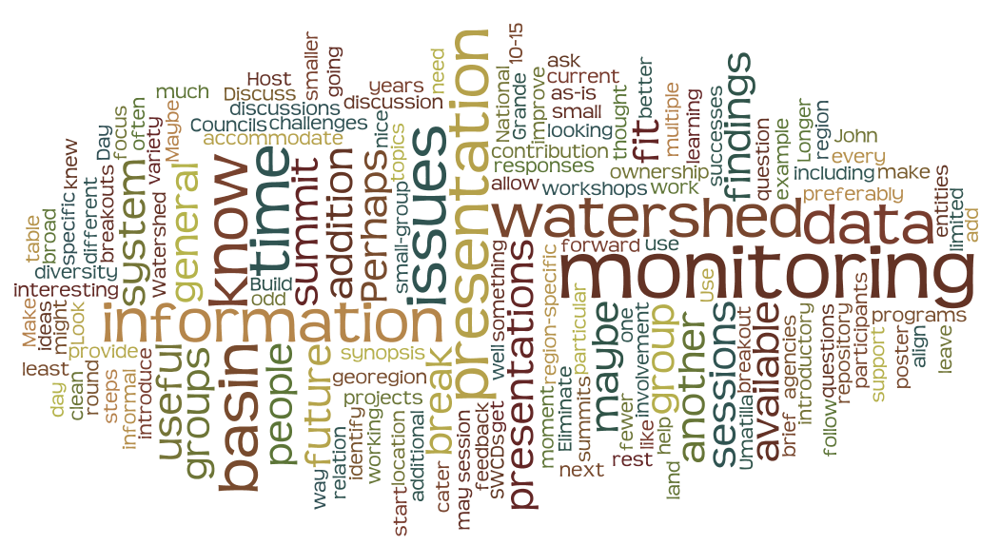 monitoring
presentation
watershed
information
data
issues
time
know
basin
presentations
summit
addition
Perhaps
findings
fit
system
general
useful
groups
people
future
break
maybe
group
another
sessions
available
much
Host
Discuss
smaller
going
years
need
discussions
discussion
Councils
challenges
nice
accommodate
topics
small-group
focus
often
Maybe
variety
Day
knew
specific
different
breakouts
Watershed
table
broad
diversity
interesting
Build
odd
Make
ideas
might
Look
provide
least
day
clean
round
steps
informal
introduce
synopsis
georegion
projects
way
relation
identify
working
location
start
additional
cater
may
session
feedback
SWCDs
get
well
something
10-15
National
Grande
improve
ask
current
as-is
small
looking
thought
better
multiple
learning
contribution
responses
allow
workshops
ownership
work
successes
question
example
Longer
region
John
every
including
make
preferably
entities
limited
add
forward
use
region-specific
moment
Eliminate
summits
particular
next
fewer
one
involvement
rest
like
help
land
Use
Umatilla
breakout
brief
agencies
introductory
follow
questions
repository
participants
support
programs
poster
align
leave